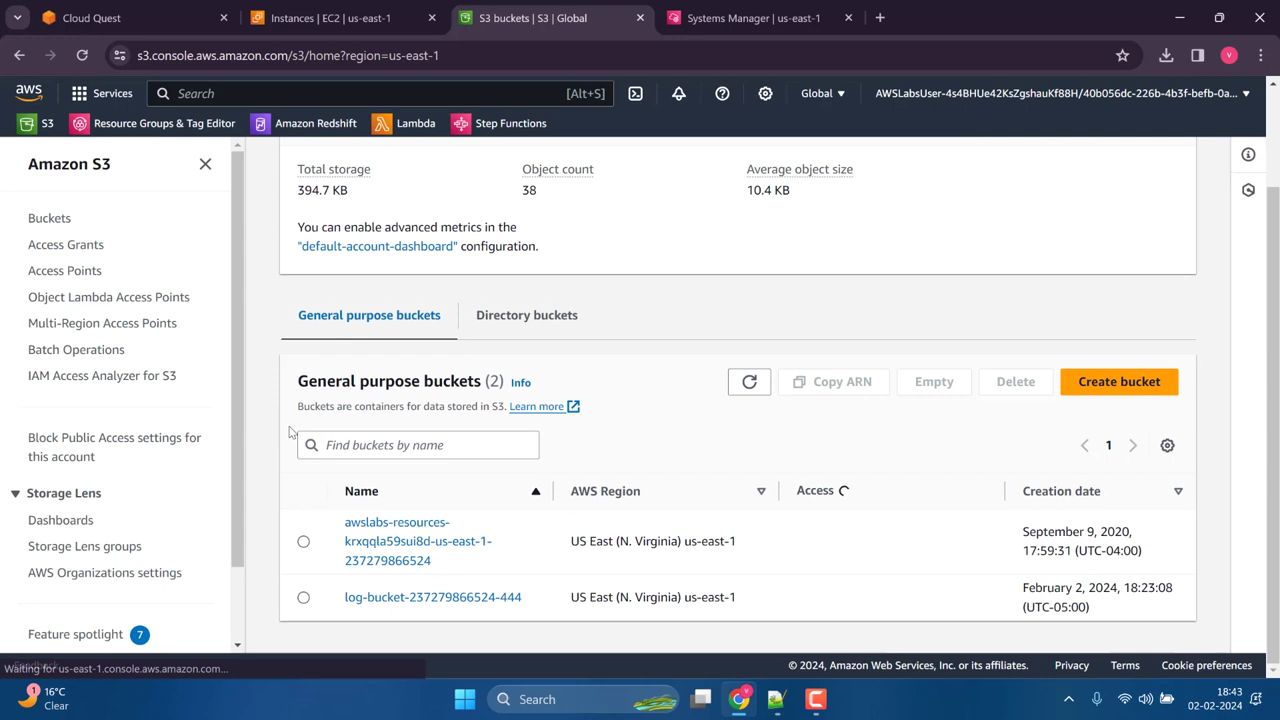 Cloud Quest
Instances | EC2 | us-east-1
S3 buckets | S3 | Global
Systems Manager | us-east-1
s3.console.aws.amazon.com/s3/home?region=us-east-1
V
aws
Services
Search
[Alt+S]
Global
AWSLabsUser-4s4BHUe42KsZgshauKf88H/40b056dc-226b-4b3f-befb-0a...
S3
Resource Groups & Tag Editor
Amazon Redshift
Lambda
Step Functions
Amazon S3
Buckets
Access Grants
Access Points
Object Lambda Access Points
Multi-Region Access Points
Batch Operations
IAM Access Analyzer for S3
Block Public Access settings for
this account
Storage Lens
Dashboards
Storage Lens groups
AWS Organizations settings
Feature spotlight 7
Total storage
394.7 KB
Object count
38
Average object size
10.4 KB
You can enable advanced metrics in the
"default-account-dashboard" configuration.
General purpose buckets
Directory buckets
General purpose buckets (2) Info
Buckets are containers for data stored in S3. Learn more
Copy ARN
Empty
Delete
Create bucket
Find buckets by name
1
Name
AWS Region
Access
Creation date
awslabs-resources-
krxqqla59sui8d-us-east-1-
237279866524
US East (N. Virginia) us-east-1
September 9, 2020,
17:59:31 (UTC-04:00)
log-bucket-237279866524-444
US East (N. Virginia) us-east-1
February 2, 2024, 18:23:08
(UTC-05:00)
Waiting for us-east-1.console.aws.amazon.com...
© 2024, Amazon Web Services, Inc. or its affiliates.
Privacy
Terms
Cookie preferences
1
16°C
Clear
Search
18:43
02-02-2024